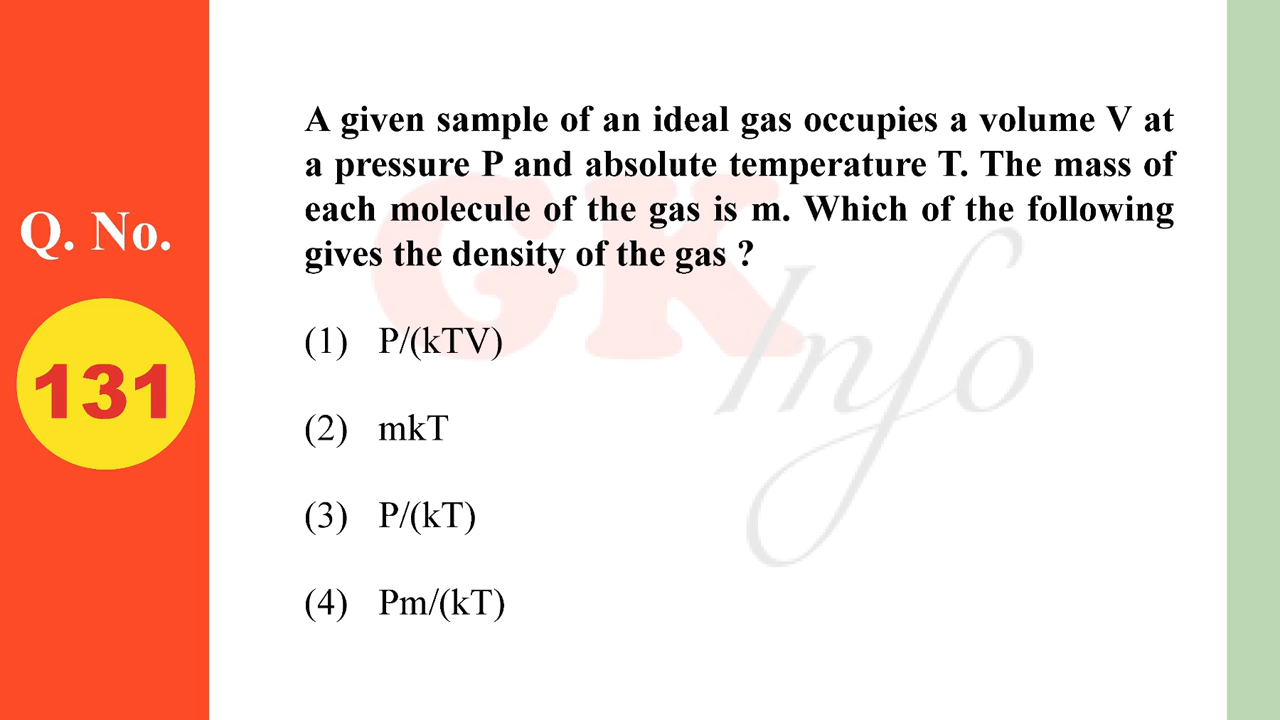 Q. No.
131
A given sample of an ideal gas occupies a volume V at
a pressure P and absolute temperature T. The mass of
each molecule of the gas is m. Which of the following
gives the density of the gas ?
(1) P/(kTV)
(2) mkT
(3) P/(kT)
(4) Pm/(kT)
GK
Info